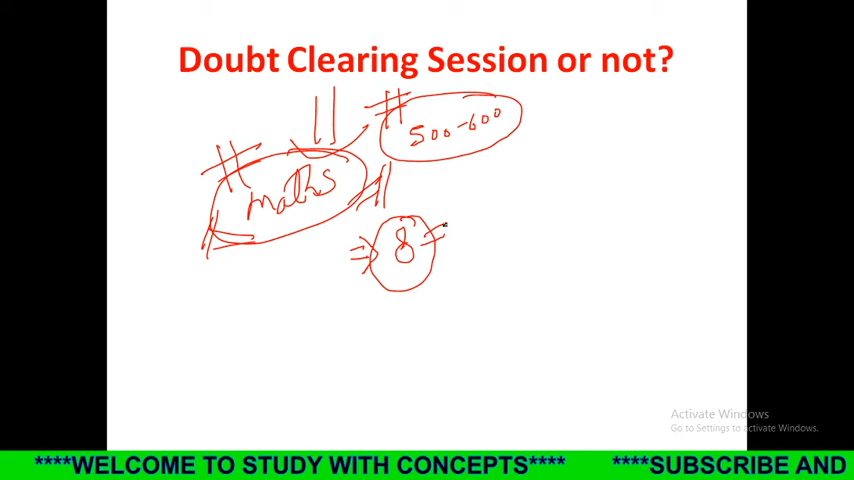 Doubt Clearing Session or not?
500-600
maths
8
Activate Windows
Go to Settings to activate Windows.
****WELCOME TO STUDY WITH CONCEPTS**** ****SUBSCRIBE AND